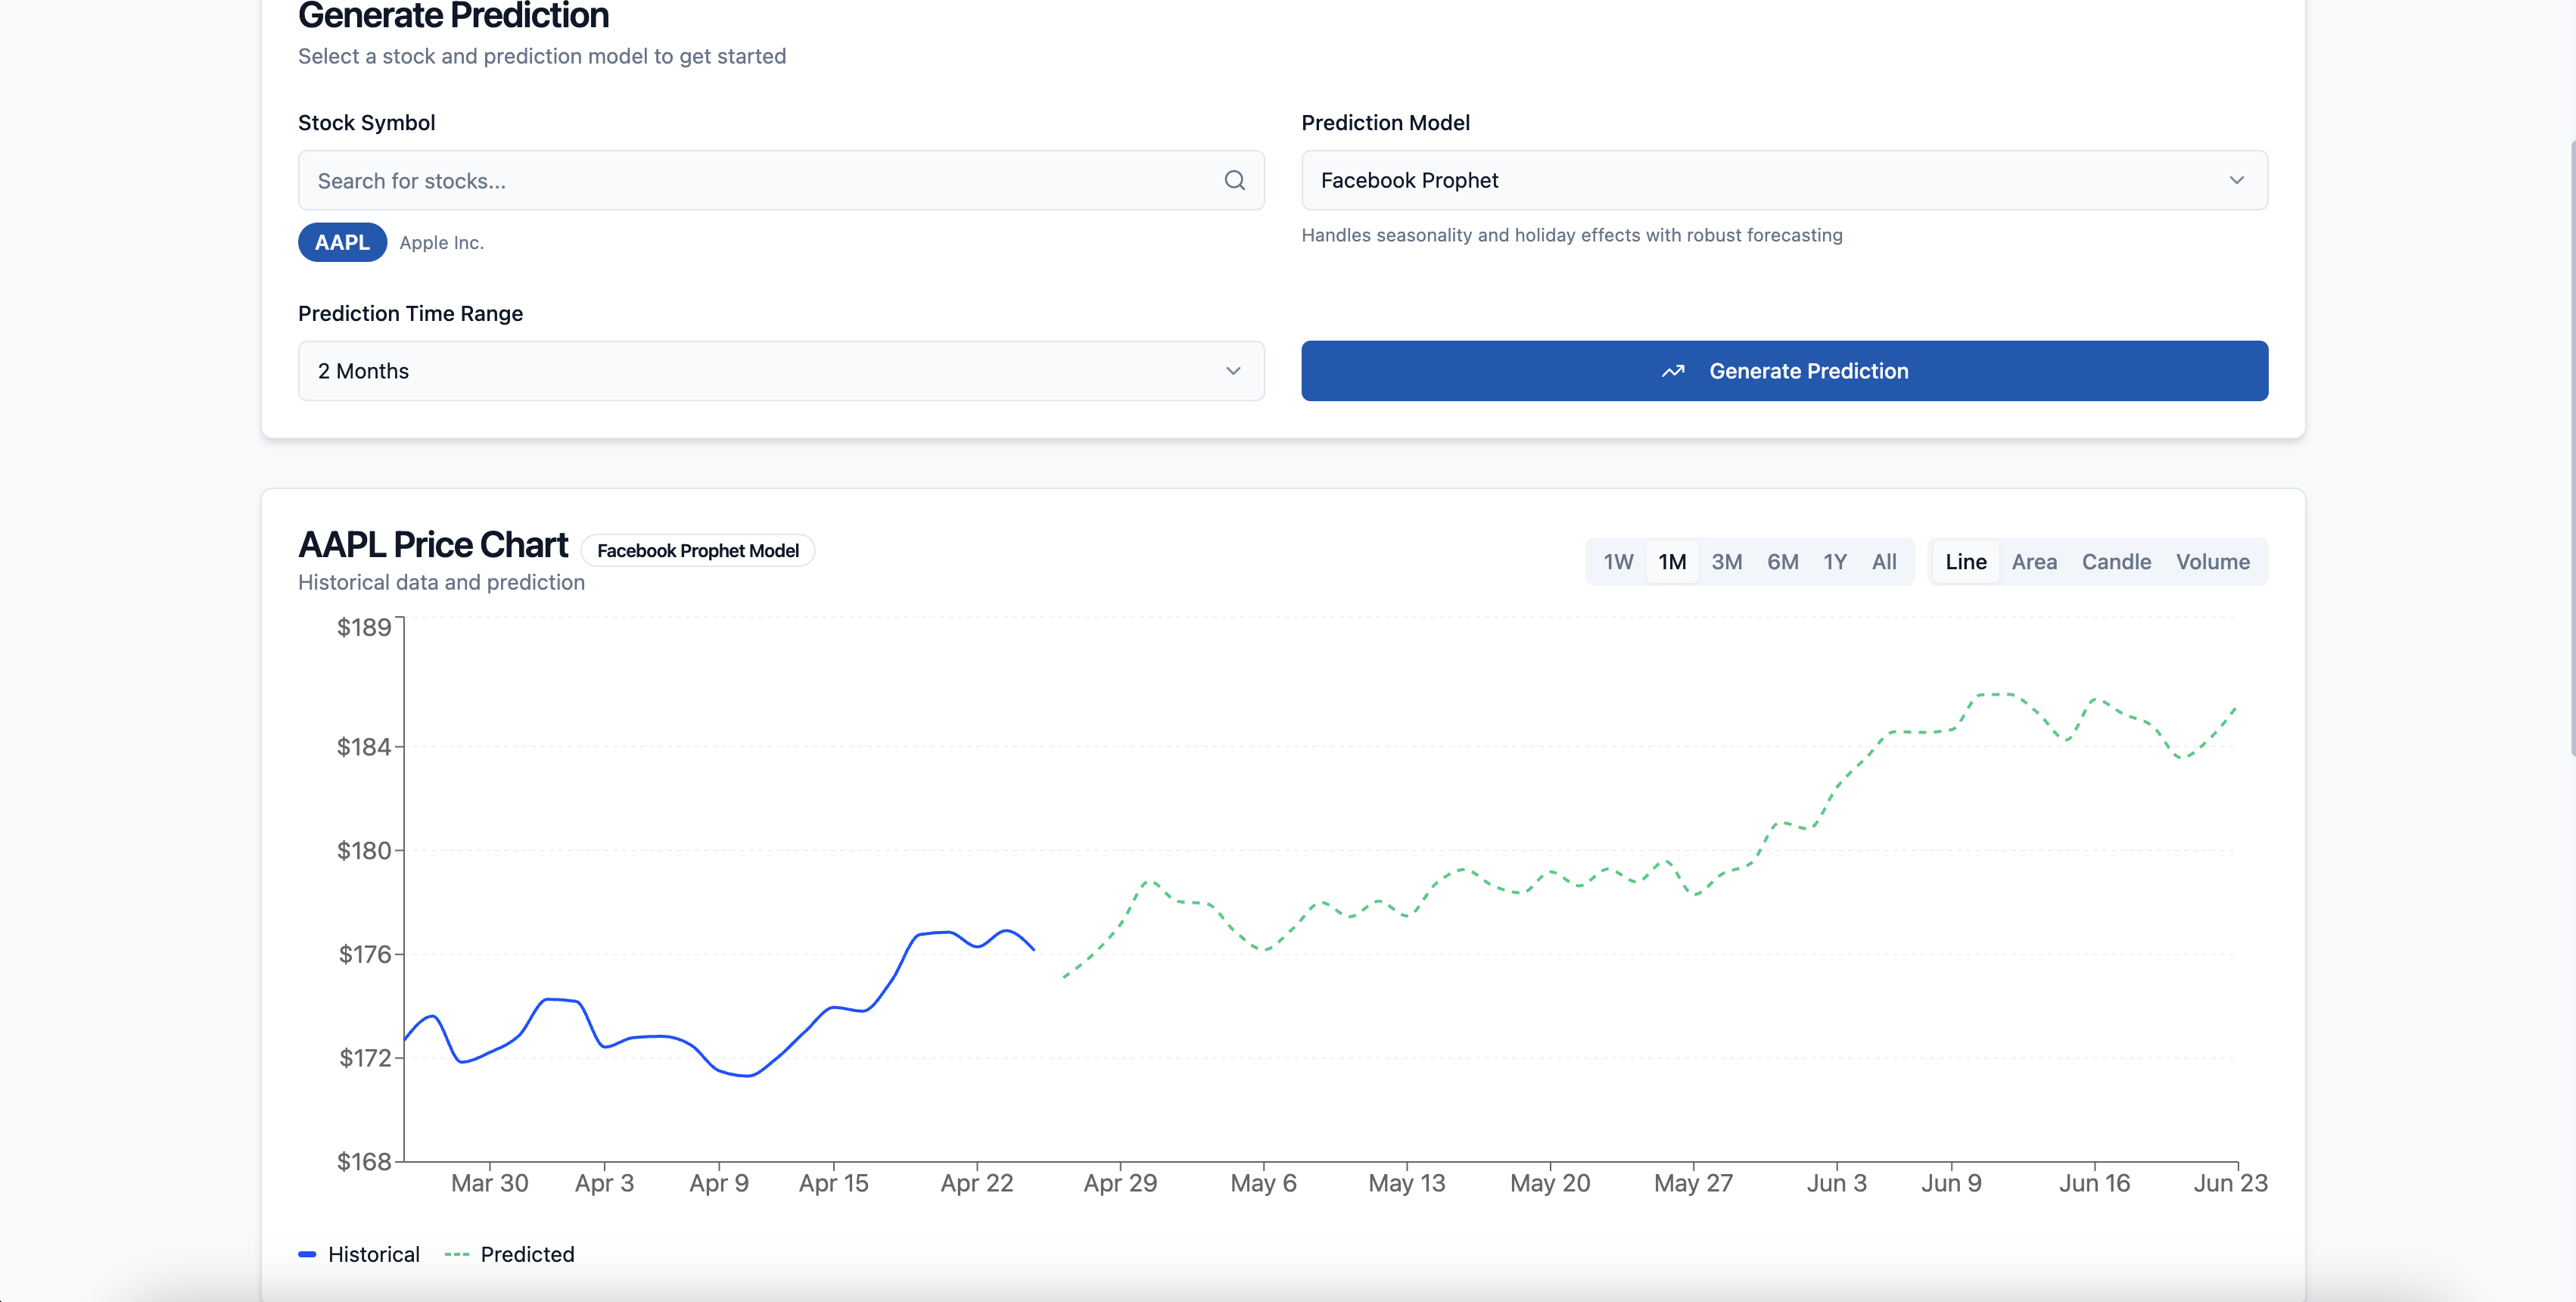 Generate Prediction
Select a stock and prediction model to get started
Stock Symbol
Search for stocks...
AAPL Apple Inc.
Prediction Model
Facebook Prophet
Handles seasonality and holiday effects with robust forecasting
Prediction Time Range
2 Months
Generate Prediction
AAPL Price Chart Facebook Prophet Model
Historical data and prediction
1W 1M 3M 6M 1Y All Line Area Candle Volume
$189
$184
$180
$176
$172
$168
Mar 30 Apr 3 Apr 9 Apr 15 Apr 22 Apr 29 May 6 May 13 May 20 May 27 Jun 3 Jun 9 Jun 16 Jun 23
Historical Predicted